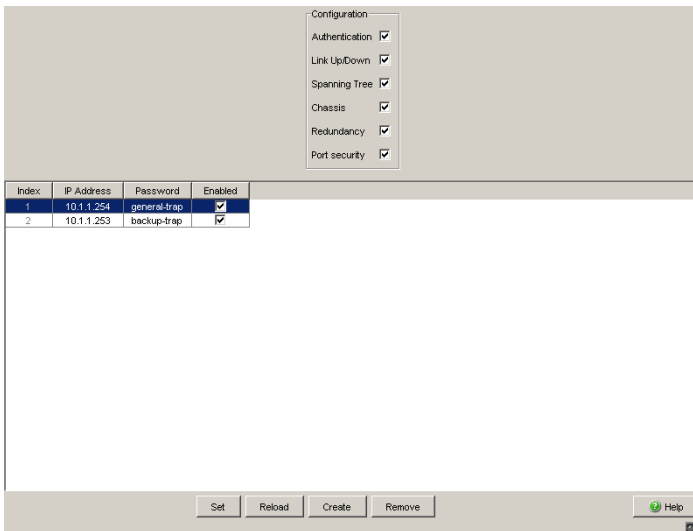 Configuration
Authentication
Link Up/Down
Spanning Tree
Chassis
Redundancy
Port security
Index IP Address Password Enabled
1 10.1.1.254 general-trap
2 10.1.1.253 backup-trap
Set Reload Create Remove Help